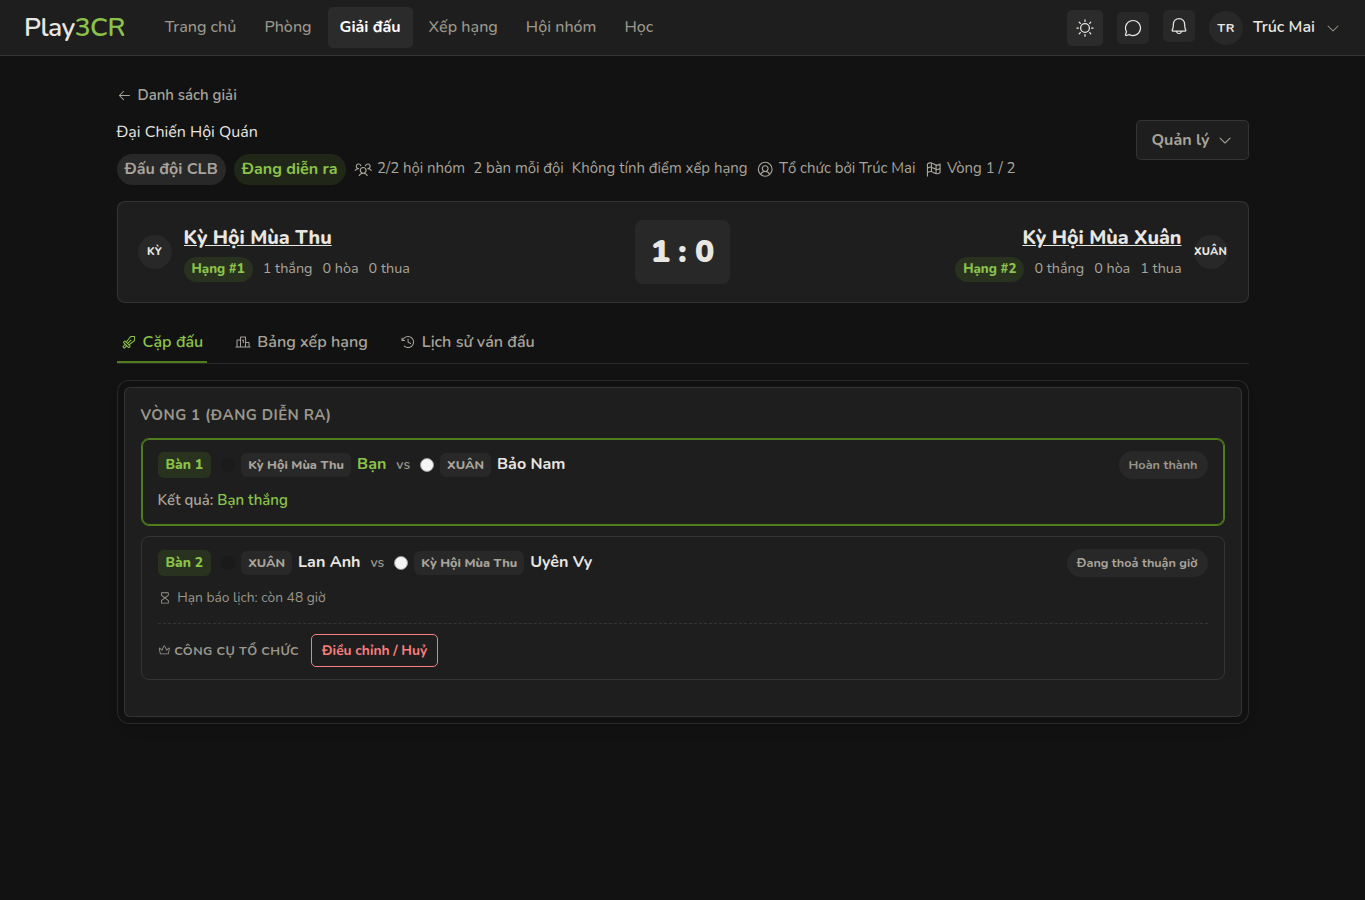 Play3CR Trang chủ Phòng Giải đấu Xếp hạng Hội nhóm Học TR Trúc Mai
Danh sách giải
Đại Chiến Hội Quán
Quản lý
Đấu đội CLB Đang diễn ra 2/2 hội nhóm 2 bàn mỗi đội Không tính điểm xếp hạng Tổ chức bởi Trúc Mai Vòng 1 / 2
KỲ Kỳ Hội Mùa Thu 1 : 0 Kỳ Hội Mùa Xuân XUÂN
Hạng #1 1 thắng 0 hòa 0 thua Hạng #2 0 thắng 0 hòa 1 thua
Cặp đấu Bảng xếp hạng Lịch sử ván đấu
VÒNG 1 (ĐANG DIỄN RA)
Bàn 1 Kỳ Hội Mùa Thu Bạn vs XUÂN Bảo Nam Hoàn thành
Kết quả: Bạn thắng
Bàn 2 XUÂN Lan Anh vs Kỳ Hội Mùa Thu Uyên Vy Đang thoả thuận giờ
Hạn báo lịch: còn 48 giờ
CÔNG CỤ TỔ CHỨC Điều chỉnh / Huỷ